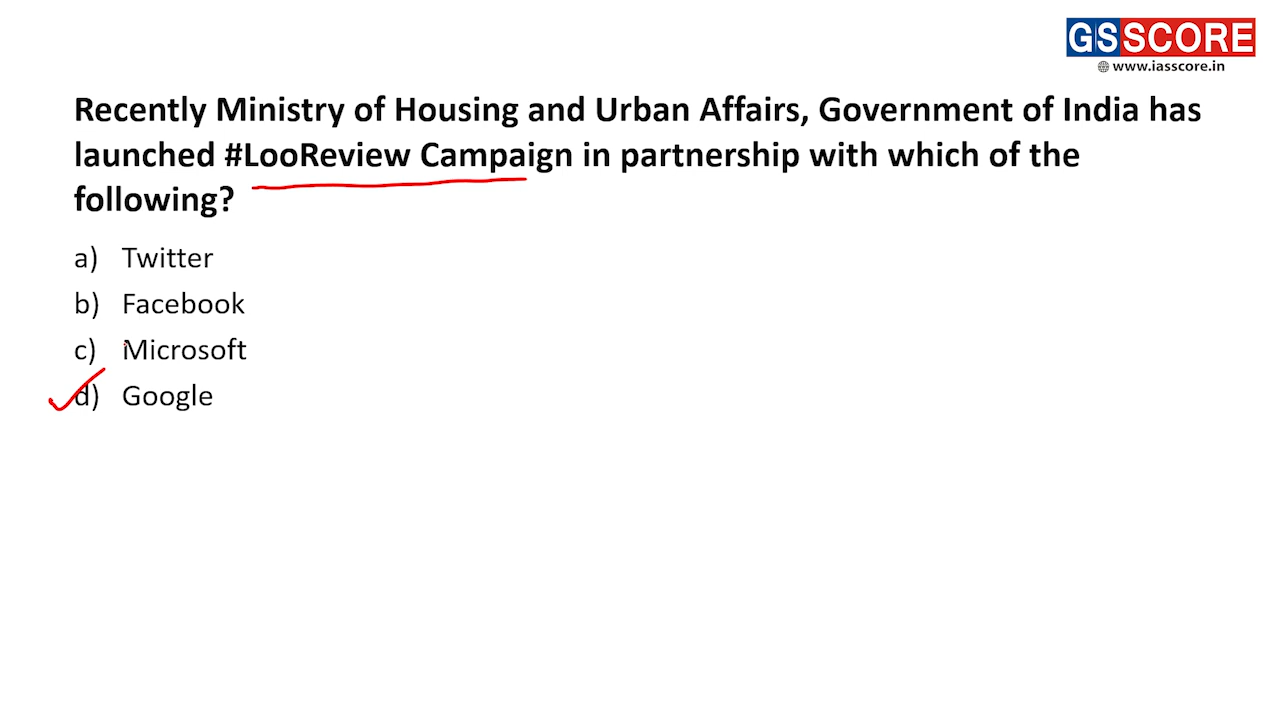 GSSCORE
www.iasscore.in
Recently Ministry of Housing and Urban Affairs, Government of India has
launched #LooReview Campaign in partnership with which of the
following?
a) Twitter
b) Facebook
c) Microsoft
d) Google